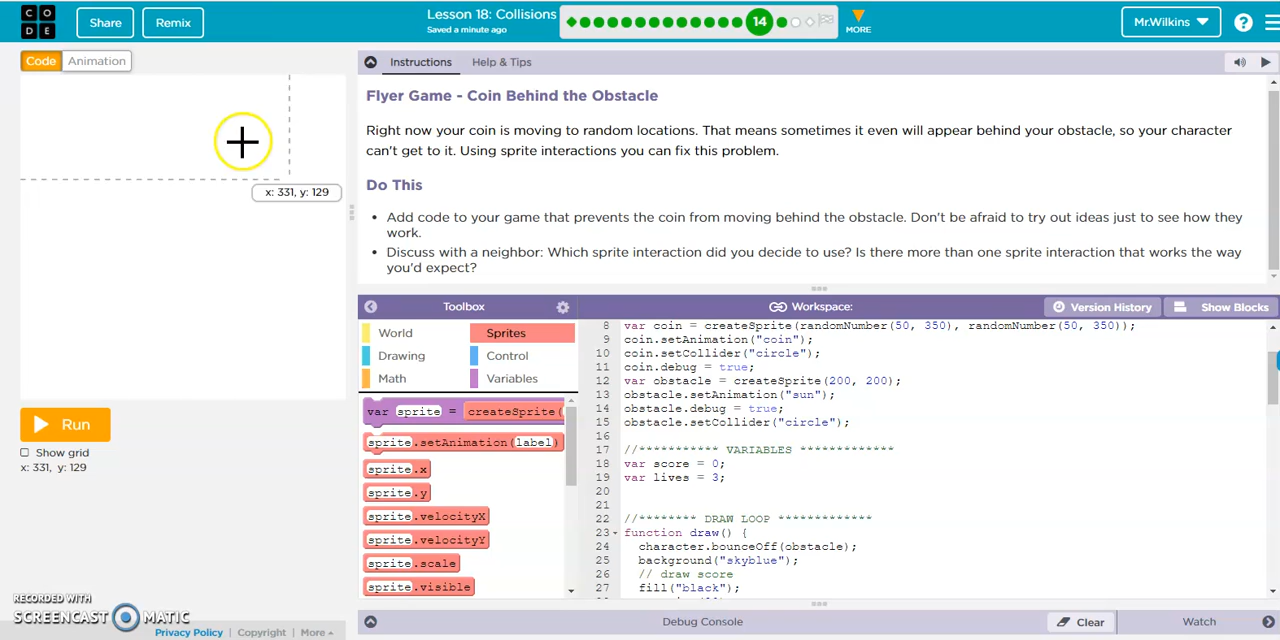 C O D E
Share
Remix
Lesson 18: Collisions
Saved a minute ago
14
MORE
Mr.Wilkins
?
Code
Animation
x: 331, y: 129
Run
Show grid
x: 331, y: 129
RECORDED WITH
SCREENCAST MATIC
Privacy Policy | Copyright | More
Instructions
Help & Tips
Flyer Game - Coin Behind the Obstacle
Right now your coin is moving to random locations. That means sometimes it even will appear behind your obstacle, so your character
can't get to it. Using sprite interactions you can fix this problem.
Do This
• Add code to your game that prevents the coin from moving behind the obstacle. Don't be afraid to try out ideas just to see how they
work.
• Discuss with a neighbor: Which sprite interaction did you decide to use? Is there more than one sprite interaction that works the way
you'd expect?
Toolbox
Workspace:
Version History
Show Blocks
World
Sprites
Drawing
Control
Math
Variables
var sprite = createSprite(
sprite.setAnimation(label)
sprite.x
sprite.y
sprite.velocityX
sprite.velocityY
sprite.scale
sprite.visible
8 var coin = createSprite(randomNumber(50, 350), randomNumber(50, 350));
9 coin.setAnimation("coin");
10 coin.setCollider("circle");
11 coin.debug = true;
12 var obstacle = createSprite(200, 200);
13 obstacle.setAnimation("sun");
14 obstacle.debug = true;
15 obstacle.setCollider("circle");
16
17 //*********** VARIABLES *************
18 var score = 0;
19 var lives = 3;
20
21
22 //******** DRAW LOOP *************
23 function draw() {
24 character.bounceOff(obstacle);
25 background("skyblue");
26 // draw score
27 fill("black");
Debug Console
Clear
Watch